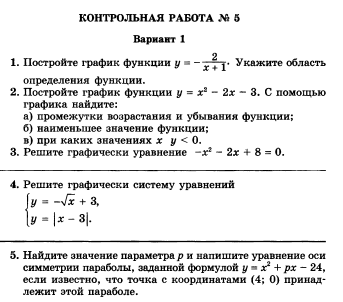 КОНТРОЛЬНАЯ РАБОТА № 5
Вариант 1
1. Постройте график функции y = −2/(x + 1). Укажите область
определения функции.
2. Постройте график функции y = x² − 2x − 3. С помощью
графика найдите:
а) промежутки возрастания и убывания функции;
б) наименьшее значение функции;
в) при каких значениях x y < 0.
3. Решите графически уравнение −x² − 2x + 8 = 0.
4. Решите графически систему уравнений
{y = −√x + 3,
{y = |x − 3|.
5. Найдите значение параметра p и напишите уравнение оси
симметрии параболы, заданной формулой y = x² + px − 24,
если известно, что точка с координатами (4; 0) принад-
лежит этой параболе.